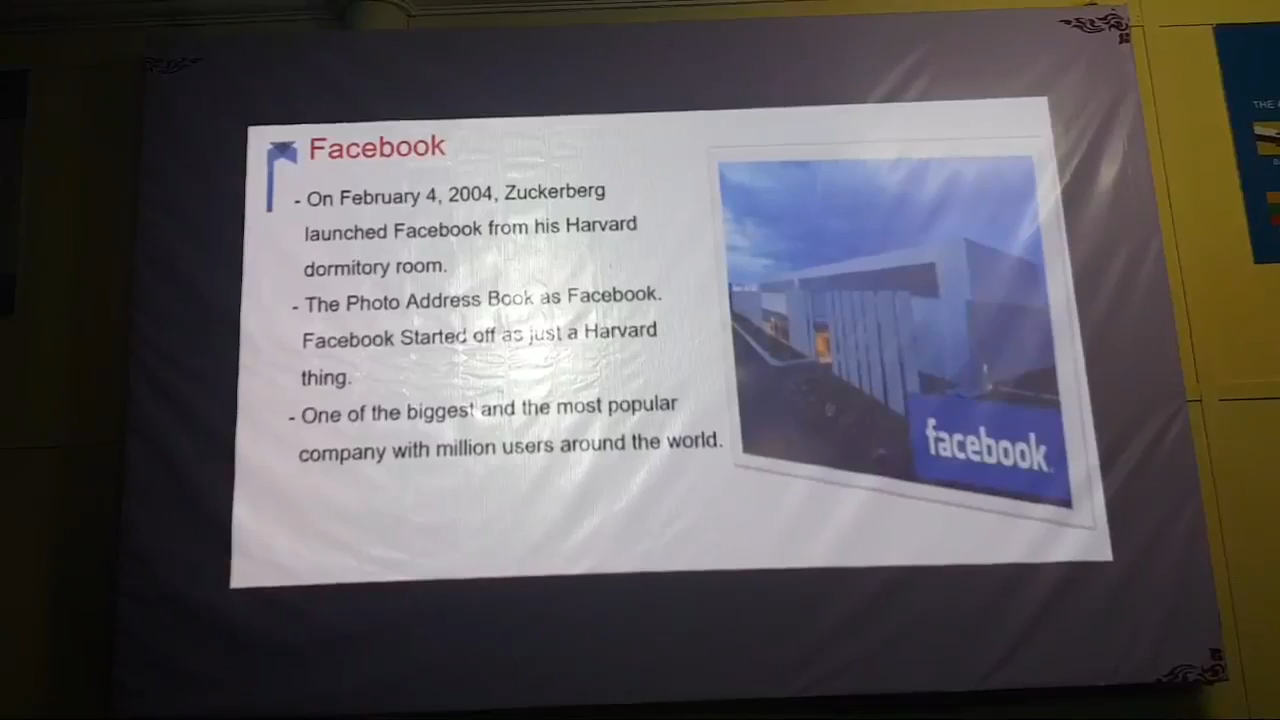 Facebook
- On February 4, 2004, Zuckerberg
launched Facebook from his Harvard
dormitory room.
- The Photo Address Book as Facebook.
Facebook Started off as just a Harvard
thing.
- One of the biggest and the most popular
company with million users around the world.
facebook
THE